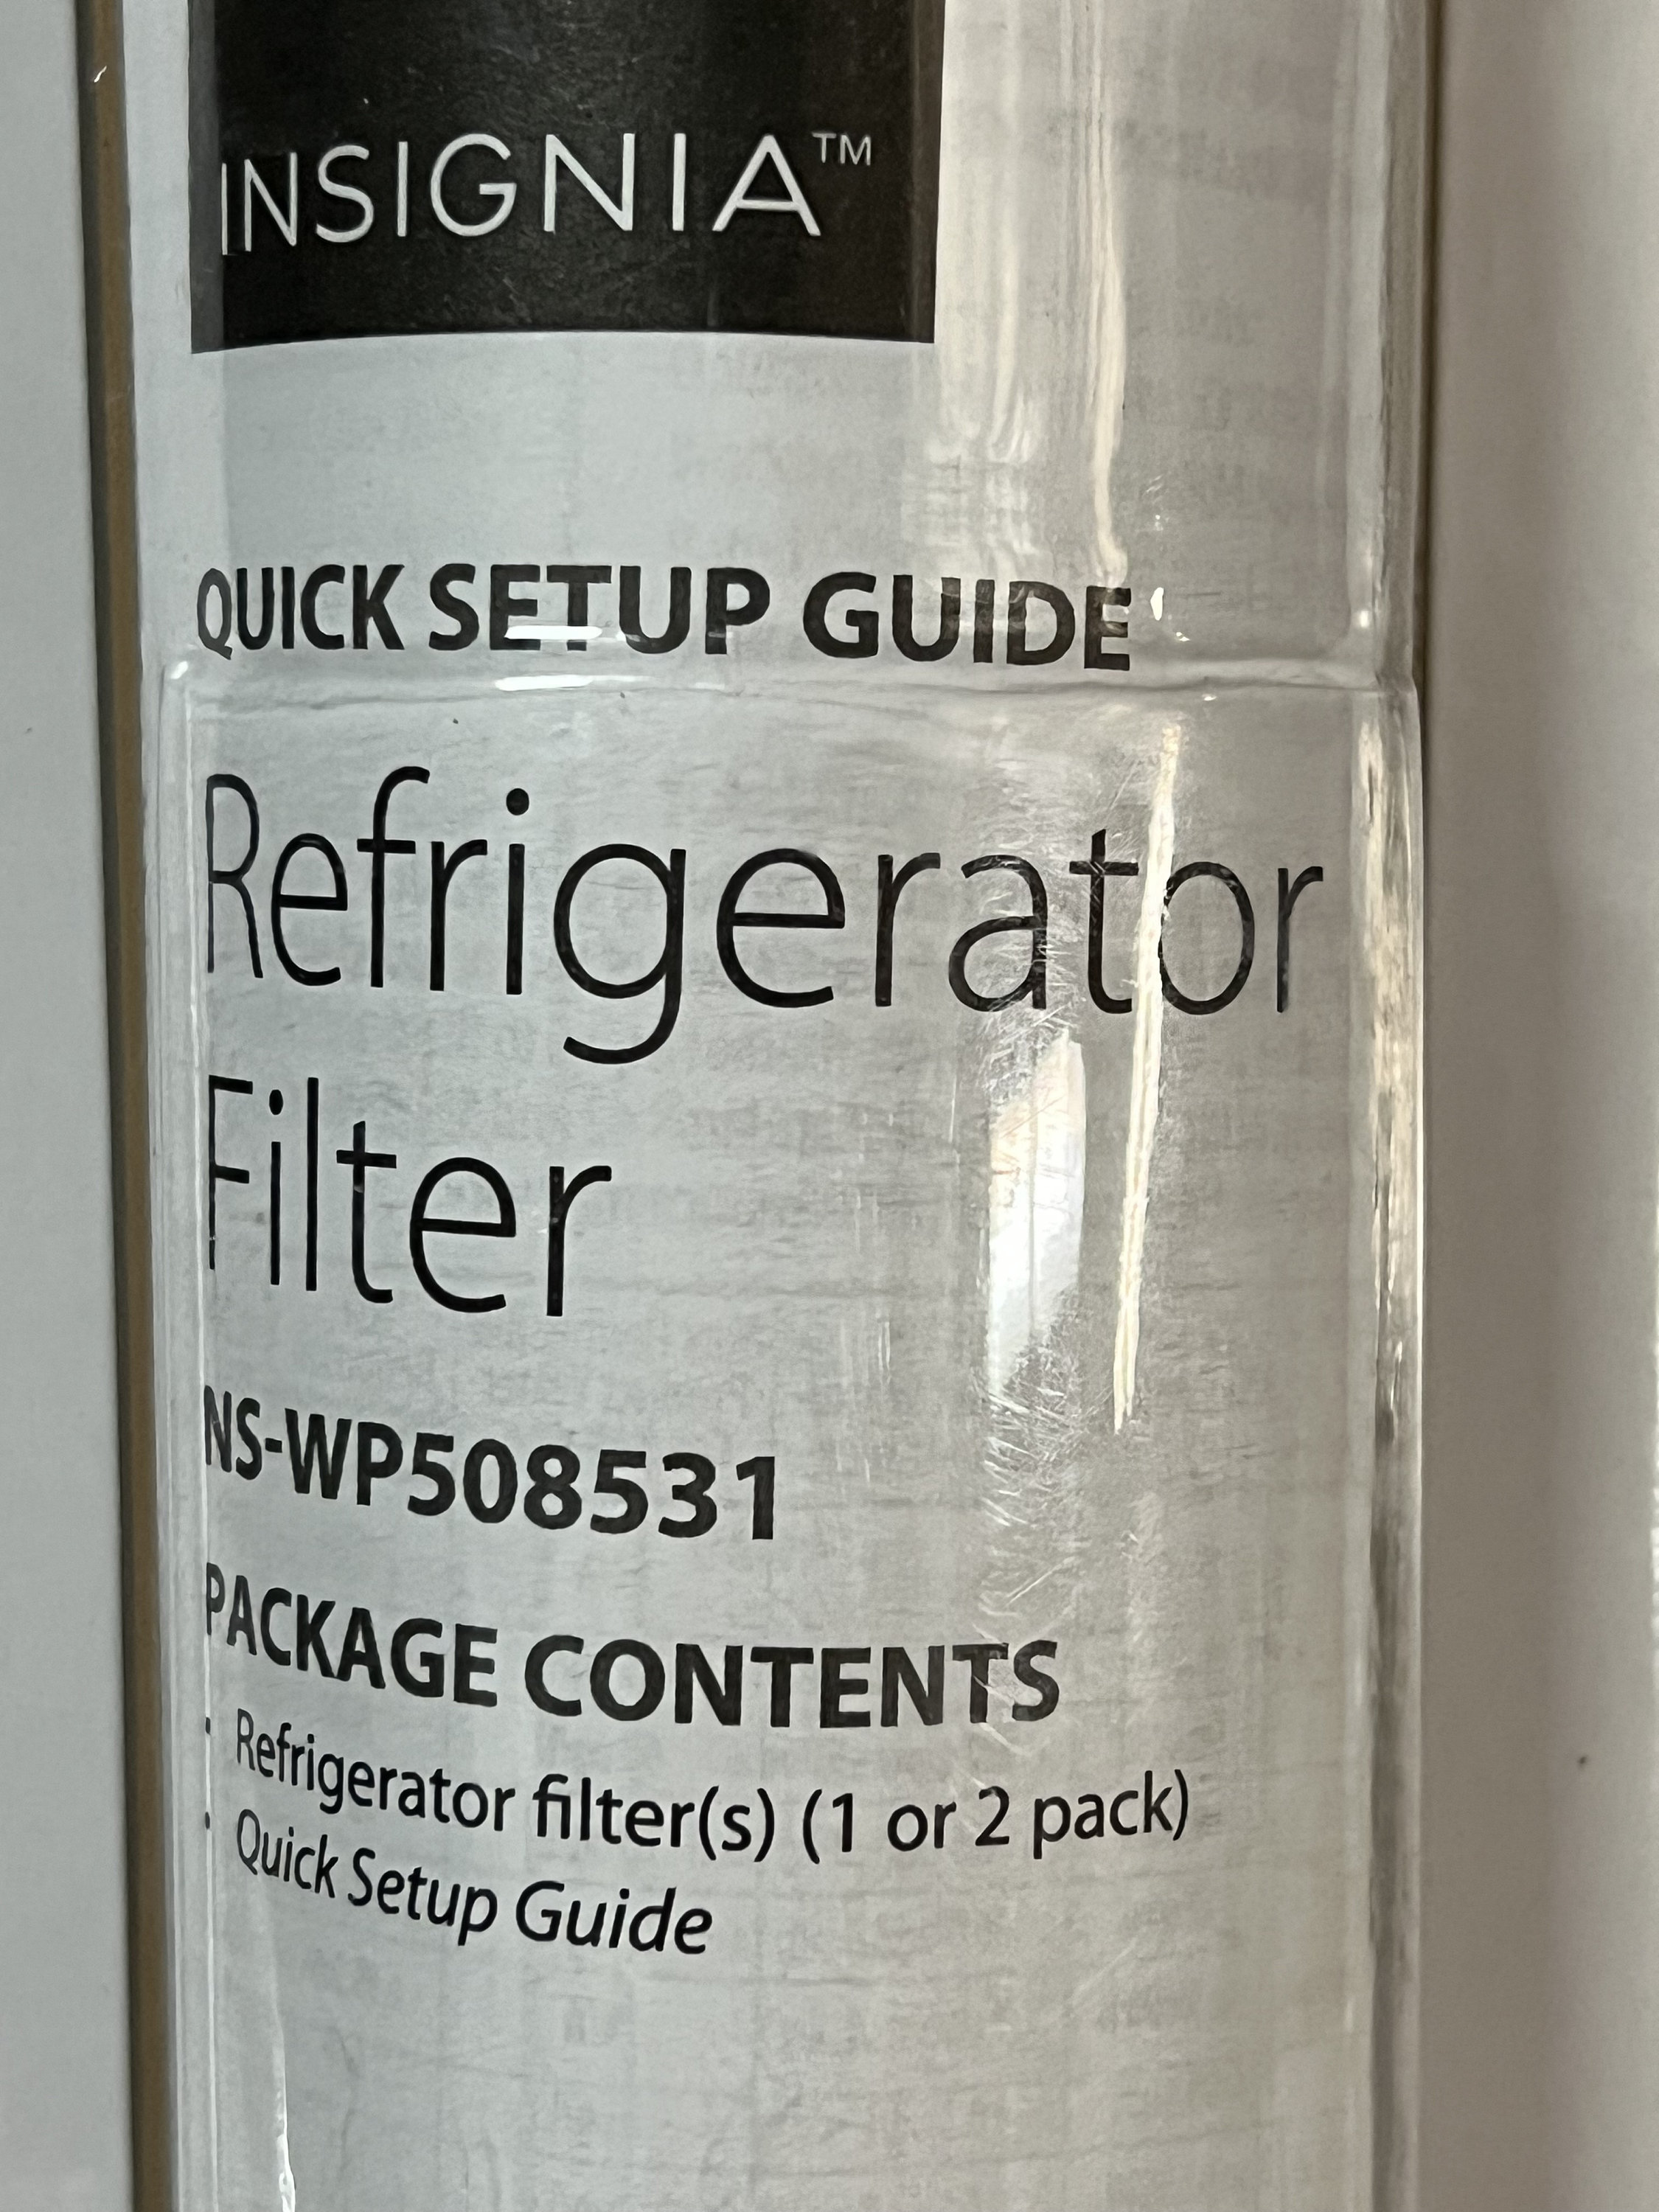 INSIGNIA™
QUICK SETUP GUIDE
Refrigerator
Filter
NS-WP508531
PACKAGE CONTENTS
· Refrigerator filter(s) (1 or 2 pack)
· Quick Setup Guide